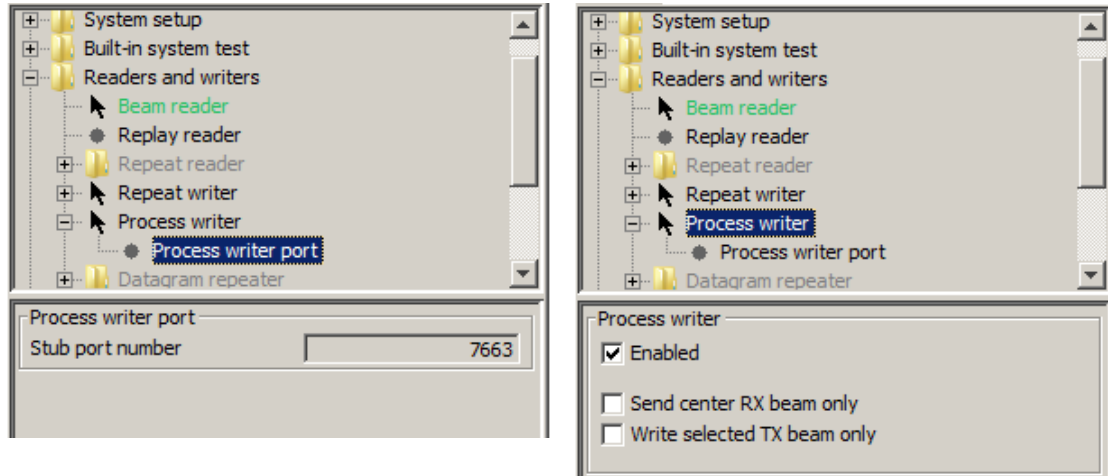 System setup
Built-in system test
Readers and writers
Beam reader
Replay reader
Repeat reader
Repeat writer
Process writer
Process writer port
Datagram repeater
Process writer port
Stub port number 7663
System setup
Built-in system test
Readers and writers
Beam reader
Replay reader
Repeat reader
Repeat writer
Process writer
Process writer port
Datagram repeater
Process writer
Enabled
Send center RX beam only
Write selected TX beam only